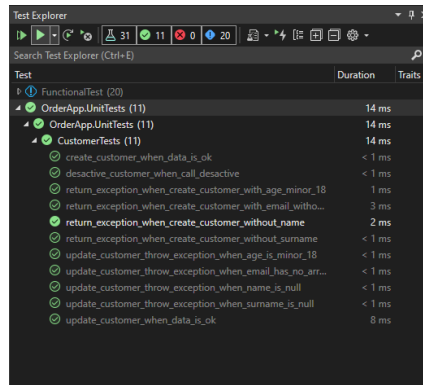 Test Explorer
31 11 0 20
Search Test Explorer (Ctrl+E)
Test Duration Traits
FunctionalTest (20)
OrderApp.UnitTests (11) 14 ms
OrderApp.UnitTests (11) 14 ms
CustomerTests (11) 14 ms
create_customer_when_data_is_ok < 1 ms
desactive_customer_when_call_desactive < 1 ms
return_exception_when_create_customer_with_age_minor_18 1 ms
return_exception_when_create_customer_with_email_witho... 3 ms
return_exception_when_create_customer_without_name 2 ms
return_exception_when_create_customer_without_surname < 1 ms
update_customer_throw_exception_when_age_is_minor_18 < 1 ms
update_customer_throw_exception_when_email_has_no_arr... < 1 ms
update_customer_throw_exception_when_name_is_null < 1 ms
update_customer_throw_exception_when_surname_is_null < 1 ms
update_customer_when_data_is_ok 8 ms